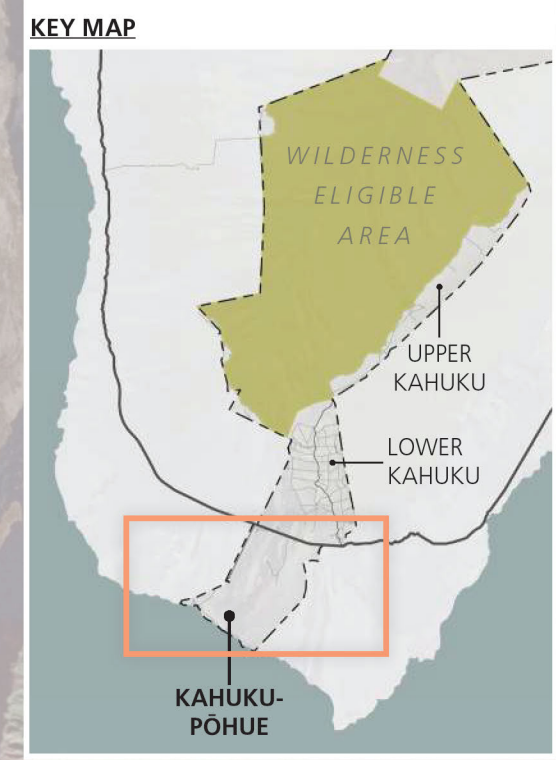 KEY MAP
WILDERNESS
ELIGIBLE
AREA
UPPER
KAHUKU
LOWER
KAHUKU
KAHUKU-
PŌHUE